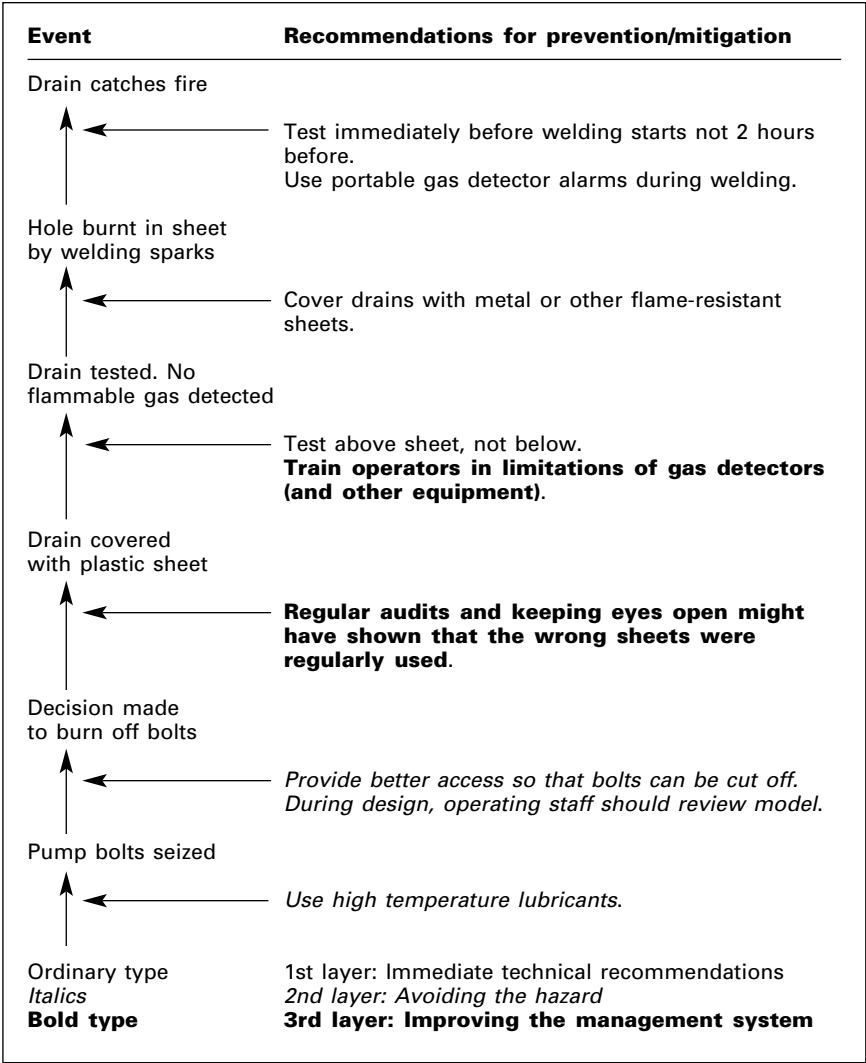 Event Recommendations for prevention/mitigation
Drain catches fire
Test immediately before welding starts not 2 hours
before.
Use portable gas detector alarms during welding.
Hole burnt in sheet
by welding sparks
Cover drains with metal or other flame-resistant
sheets.
Drain tested. No
flammable gas detected
Test above sheet, not below.
Train operators in limitations of gas detectors
(and other equipment).
Drain covered
with plastic sheet
Regular audits and keeping eyes open might
have shown that the wrong sheets were
regularly used.
Decision made
to burn off bolts
Provide better access so that bolts can be cut off.
During design, operating staff should review model.
Pump bolts seized
Use high temperature lubricants.
Ordinary type 1st layer: Immediate technical recommendations
Italics 2nd layer: Avoiding the hazard
Bold type 3rd layer: Improving the management system